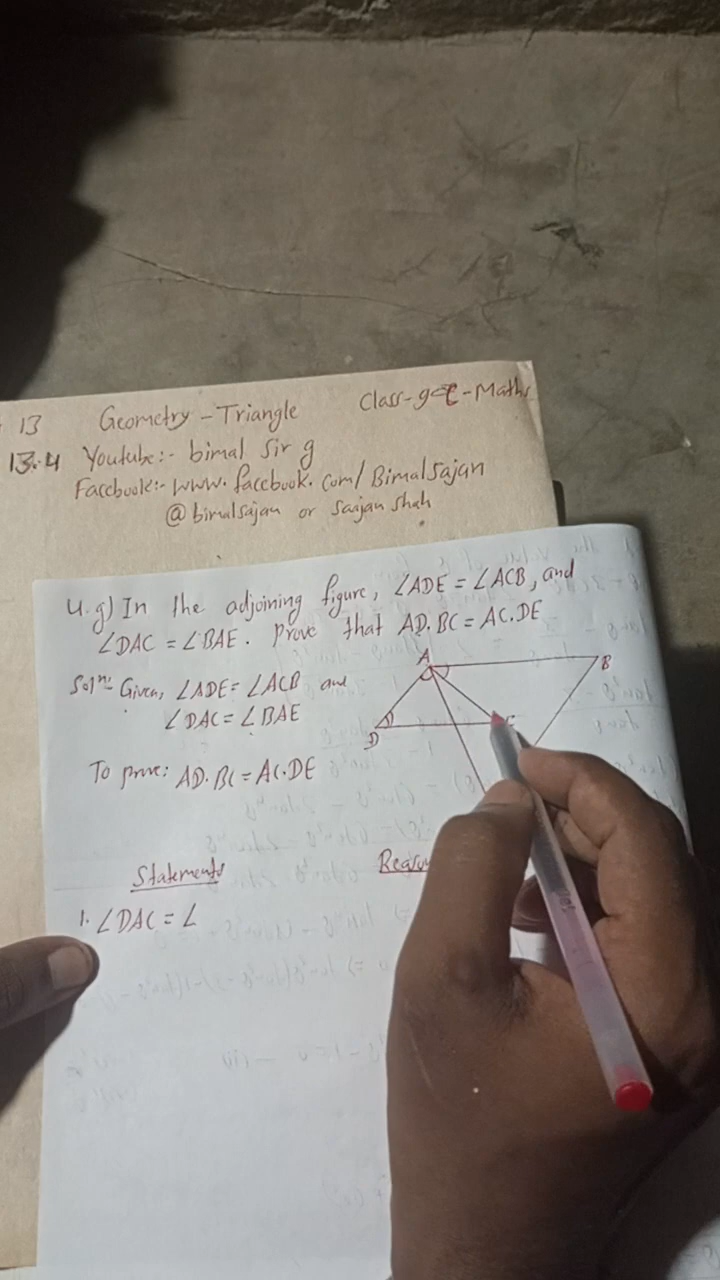 13 Geometry - Triangle Class-9 - Maths
13.4 Youtube:- bimal Sir g
Facebook:- www.facebook.com/Bimalsajan
@bimalsajan or sajan shah
4.g) In the adjoining figure, ∠ADE = ∠ACB, and
∠DAC = ∠BAE. Prove that AD.BC = AC.DE
Solⁿ: Given, ∠ADE = ∠ACB and
∠DAC = ∠BAE
To prove: AD.BC = AC.DE
A
B
D
Statements
1. ∠DAC = ∠